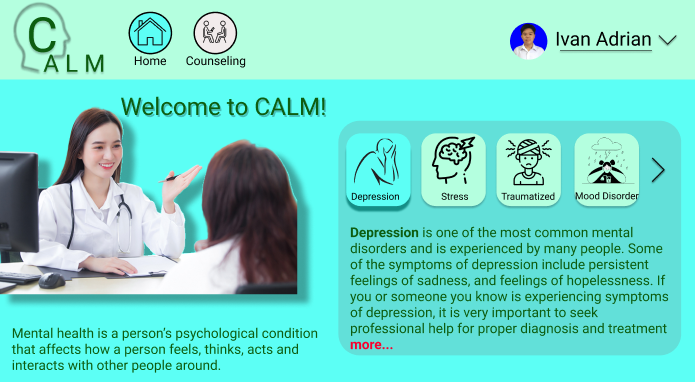 CALM
Home
Counseling
Ivan Adrian
Welcome to CALM!
Depression
Stress
Traumatized
Mood Disorder
Depression is one of the most common mental
disorders and is experienced by many people. Some
of the symptoms of depression include persistent
feelings of sadness, and feelings of hopelessness. If
you or someone you know is experiencing symptoms
of depression, it is very important to seek
professional help for proper diagnosis and treatment
more...
Mental health is a person's psychological condition
that affects how a person feels, thinks, acts and
interacts with other people around.